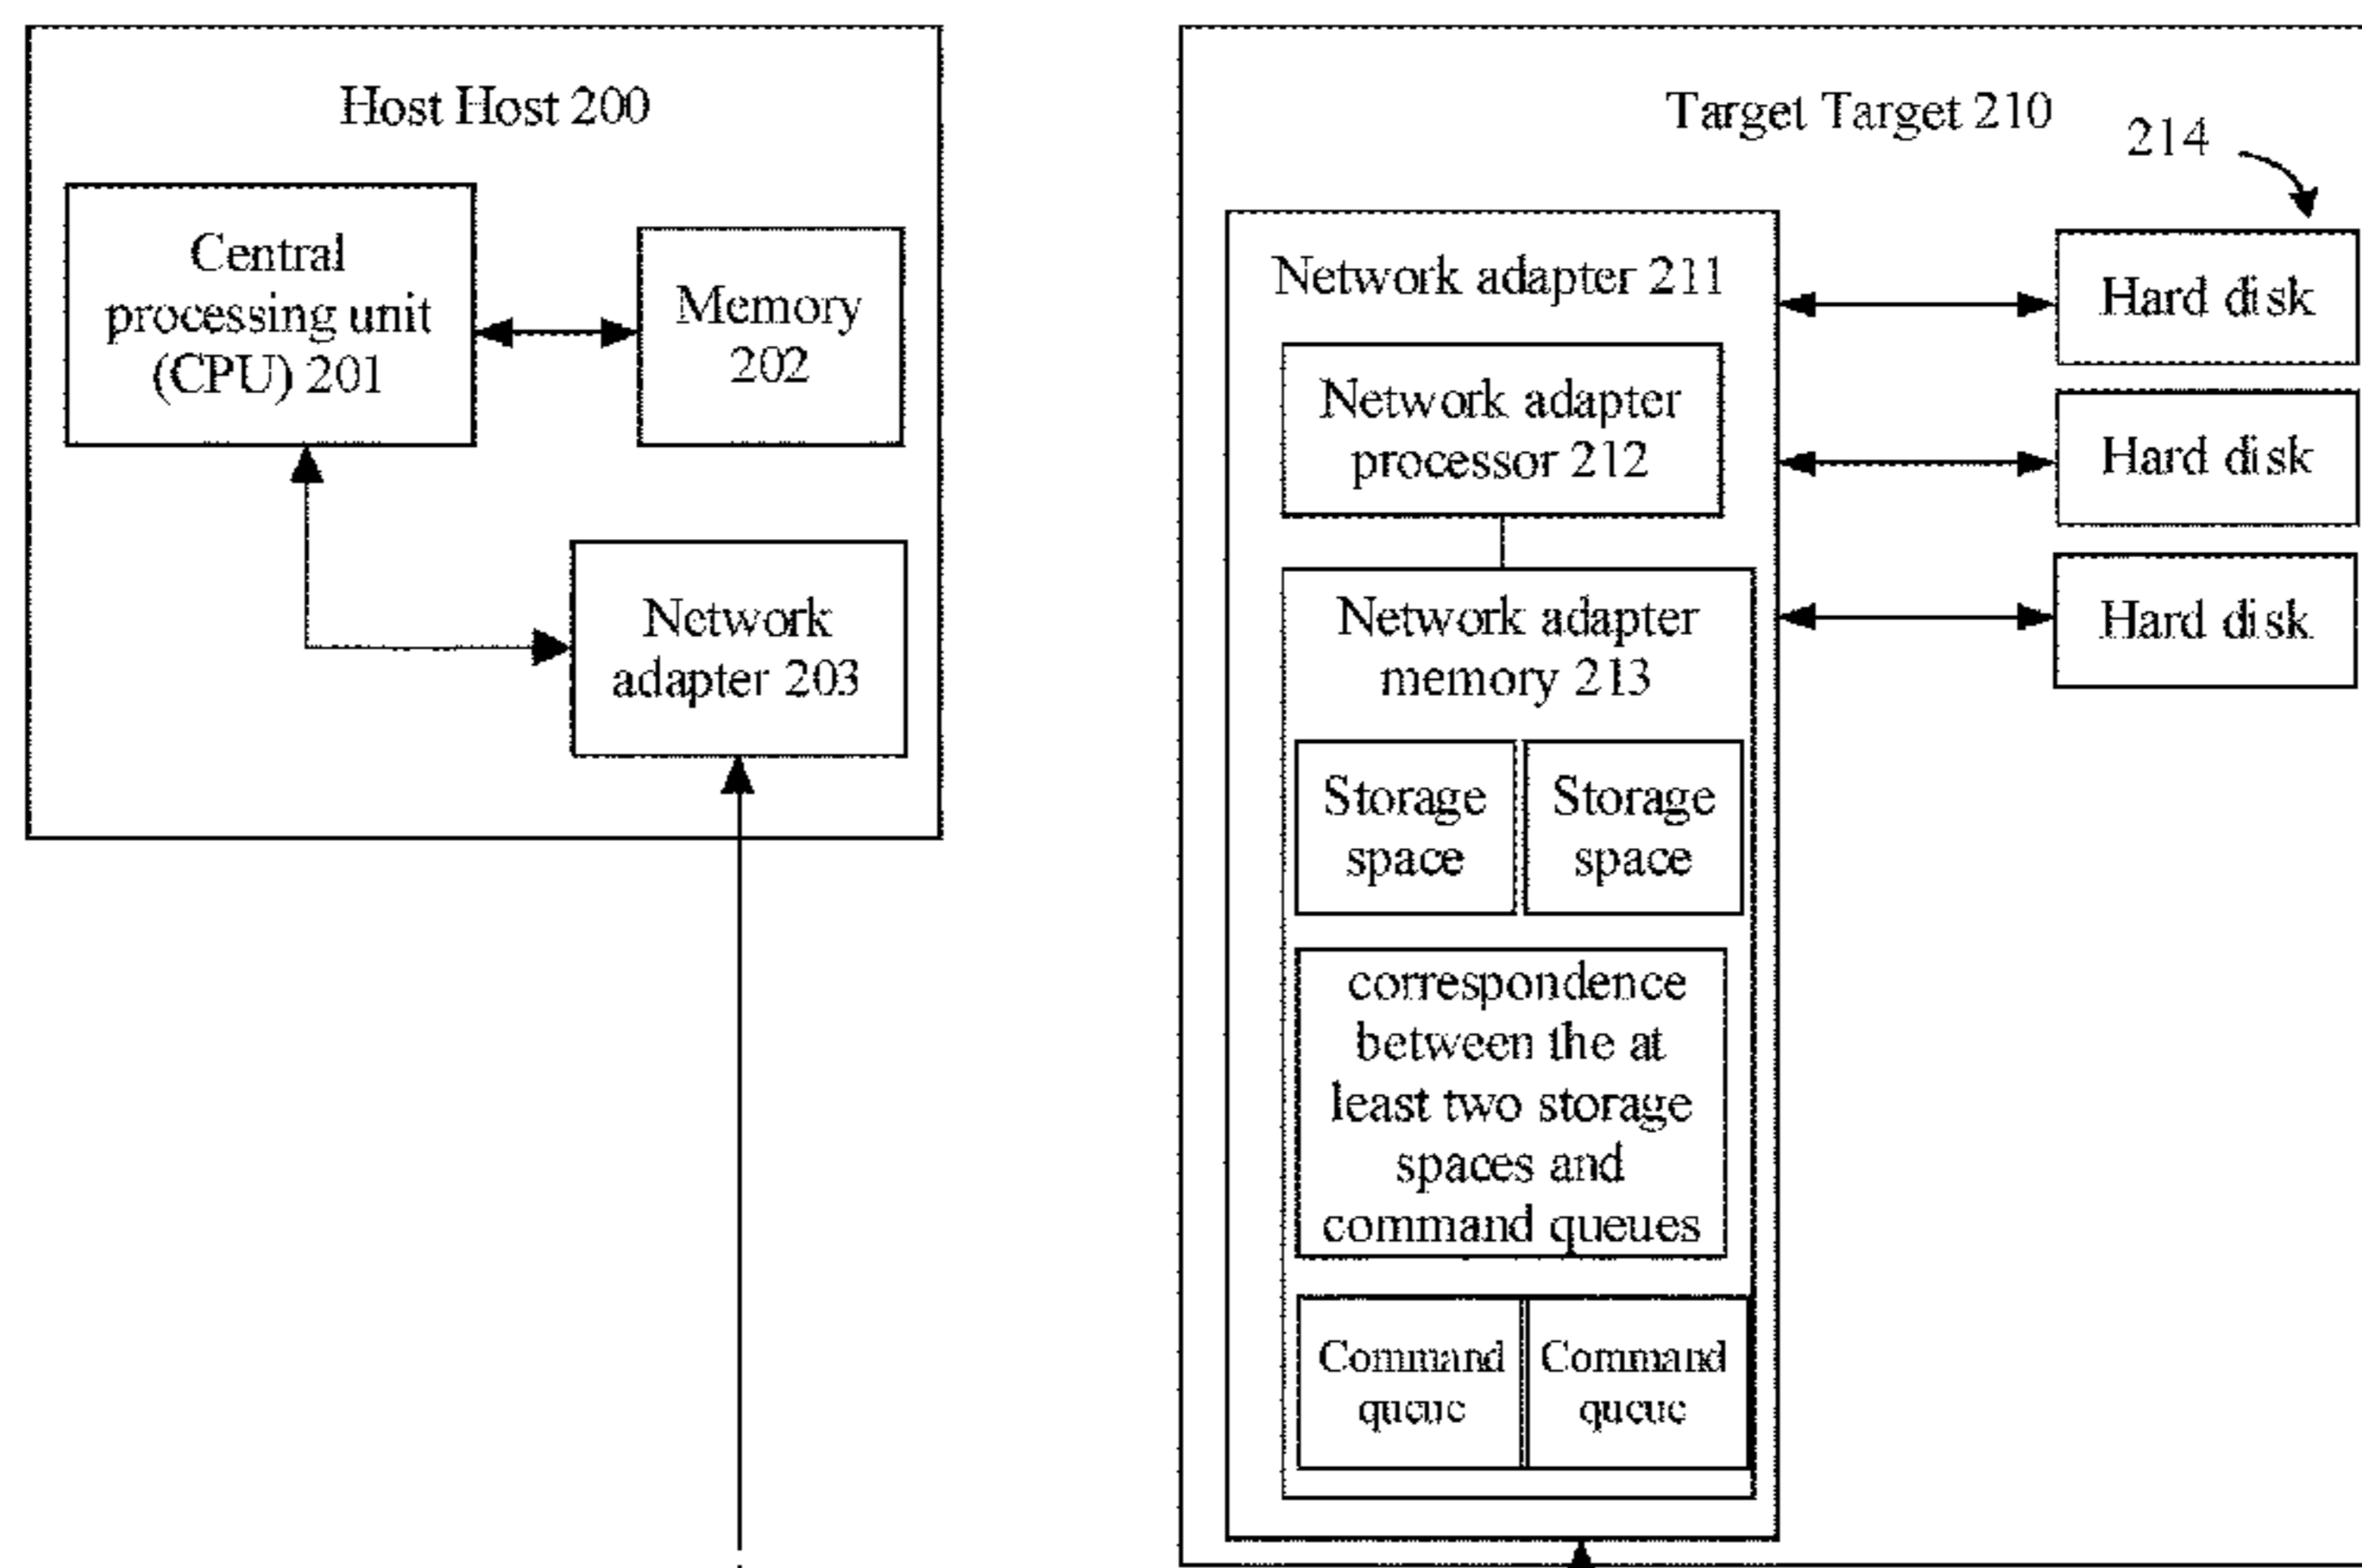 Host Host 200
Central
processing unit
(CPU) 201
Memory
202
Network
adapter 203
Target Target 210
214
Network adapter 211
Network adapter
processor 212
Network adapter
memory 213
Storage
space
Storage
space
correspondence
between the at
least two storage
spaces and
command queues
Command
queue
Command
queue
Hard disk
Hard disk
Hard disk